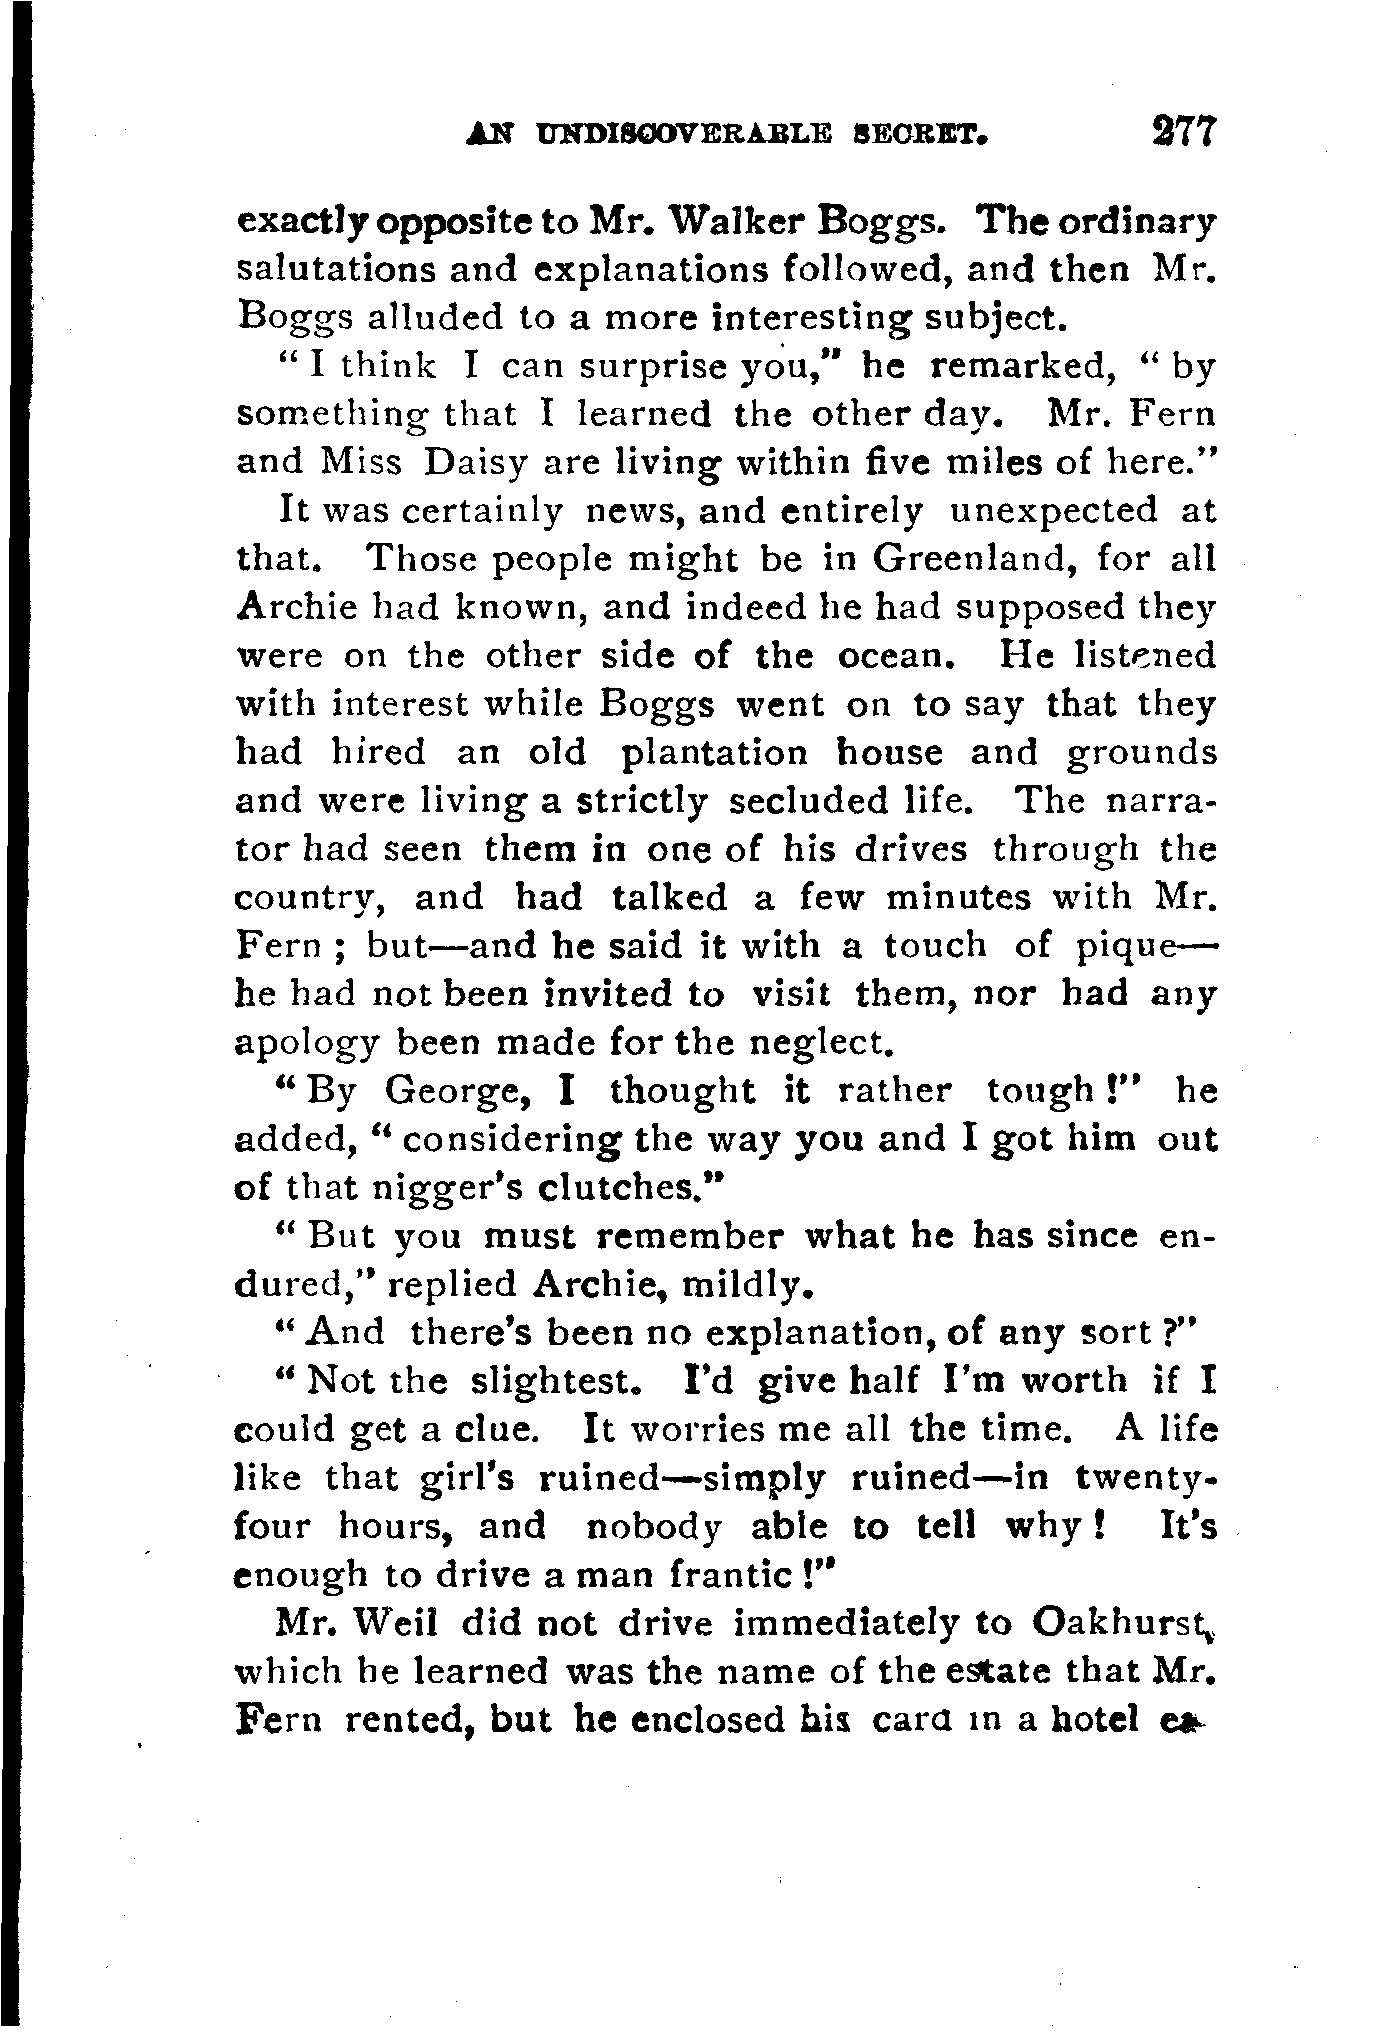 AN UNDISCOVERABLE SECRET. 277
exactly opposite to Mr. Walker Boggs. The ordinary
salutations and explanations followed, and then Mr.
Boggs alluded to a more interesting subject.
" I think I can surprise you," he remarked, " by
something that I learned the other day. Mr. Fern
and Miss Daisy are living within five miles of here."
It was certainly news, and entirely unexpected at
that. Those people might be in Greenland, for all
Archie had known, and indeed he had supposed they
were on the other side of the ocean. He listened
with interest while Boggs went on to say that they
had hired an old plantation house and grounds
and were living a strictly secluded life. The narra-
tor had seen them in one of his drives through the
country, and had talked a few minutes with Mr.
Fern ; but—and he said it with a touch of pique—
he had not been invited to visit them, nor had any
apology been made for the neglect.
" By George, I thought it rather tough !" he
added, " considering the way you and I got him out
of that nigger's clutches."
" But you must remember what he has since en-
dured," replied Archie, mildly.
" And there's been no explanation, of any sort ?"
" Not the slightest. I'd give half I'm worth if I
could get a clue. It worries me all the time. A life
like that girl's ruined—simply ruined—in twenty-
four hours, and nobody able to tell why ! It's
enough to drive a man frantic !"
Mr. Weil did not drive immediately to Oakhurst,
which he learned was the name of the estate that Mr.
Fern rented, but he enclosed his card in a hotel